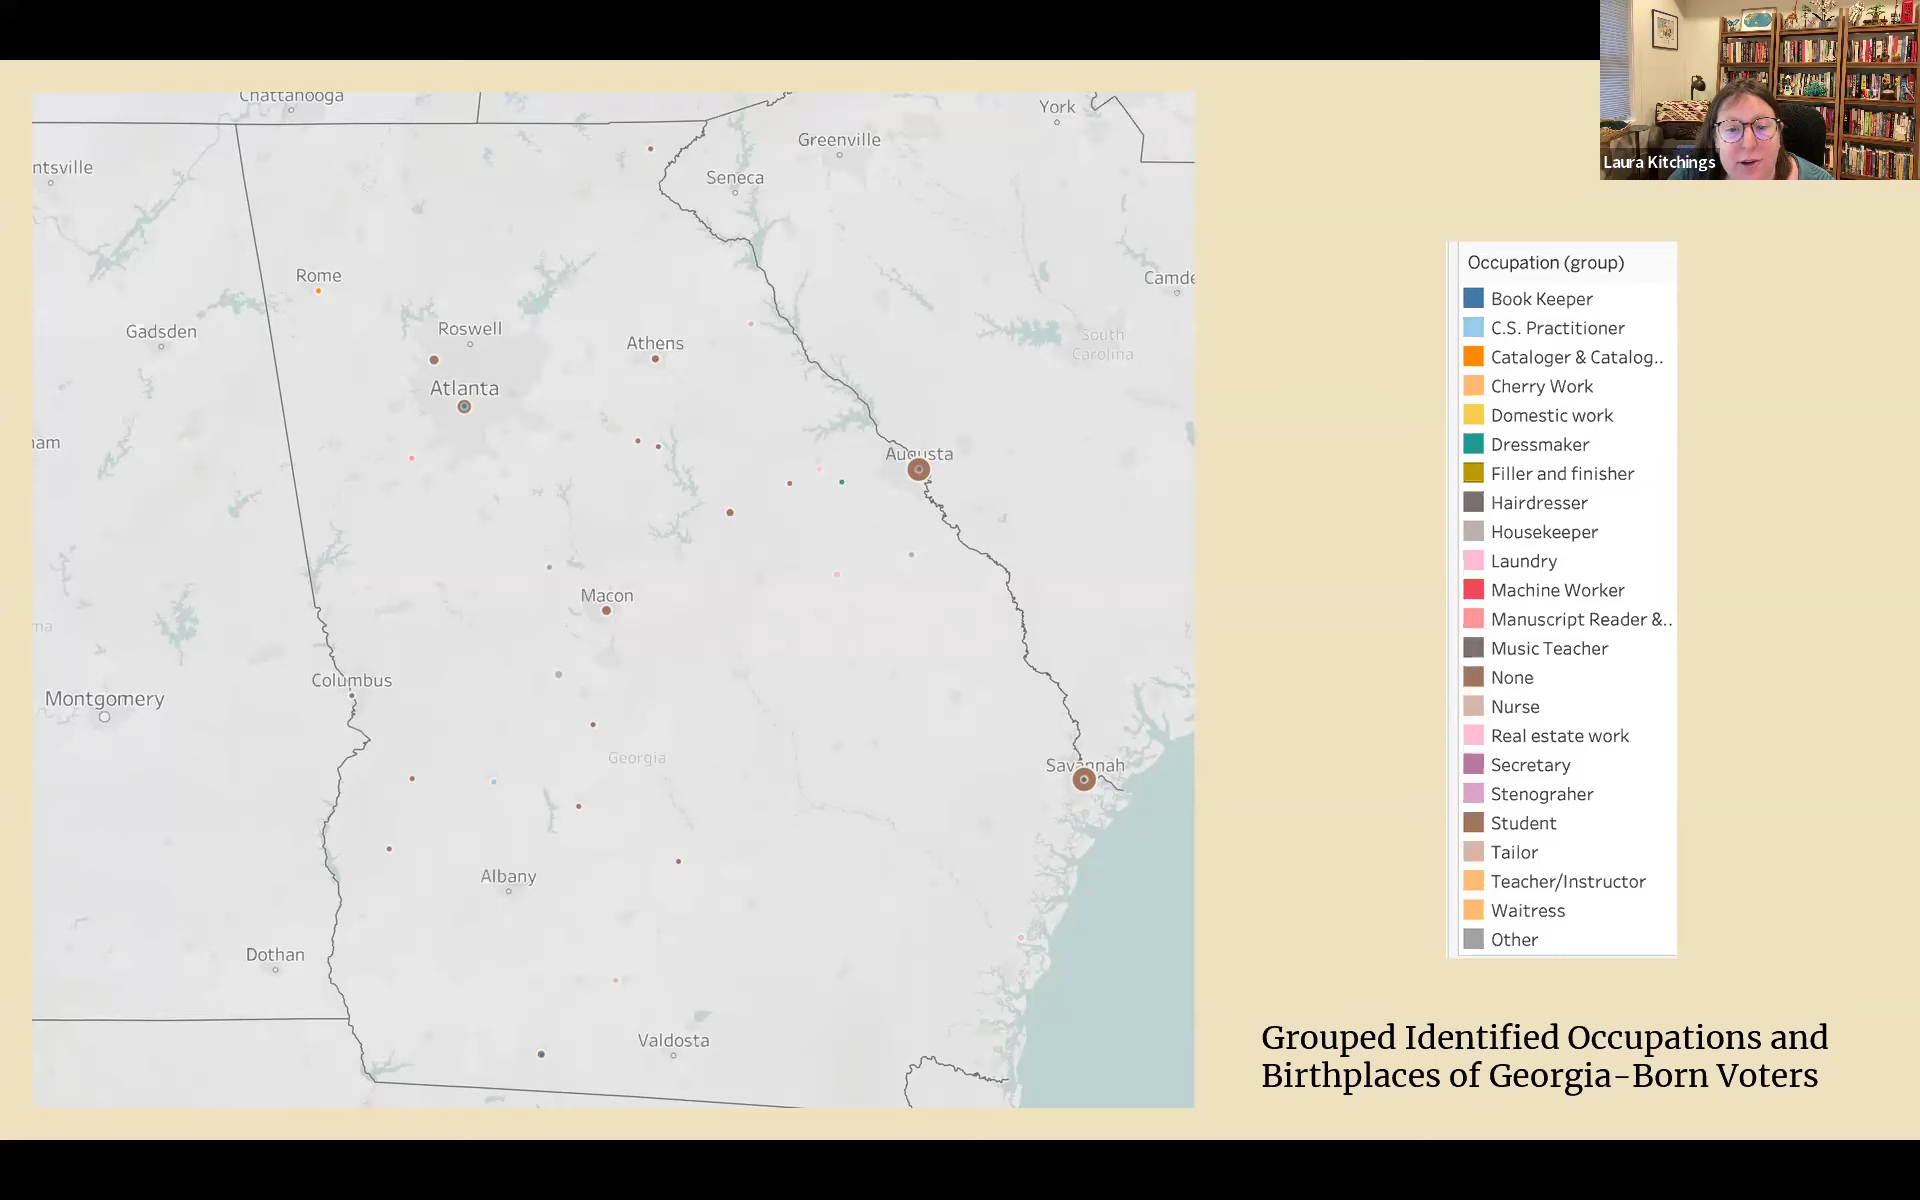 Chattanooga
York
Greenville
ntsville
Seneca
Rome
Camde
Gadsden
Roswell
Athens
South
Carolina
Atlanta
am
Augusta
Macon
ma
Columbus
Montgomery
Georgia
Savannah
Albany
Dothan
Valdosta
Laura Kitchings
Occupation (group)
Book Keeper
C.S. Practitioner
Cataloger & Catalog..
Cherry Work
Domestic work
Dressmaker
Filler and finisher
Hairdresser
Housekeeper
Laundry
Machine Worker
Manuscript Reader &..
Music Teacher
None
Nurse
Real estate work
Secretary
Stenograher
Student
Tailor
Teacher/Instructor
Waitress
Other
Grouped Identified Occupations and
Birthplaces of Georgia-Born Voters